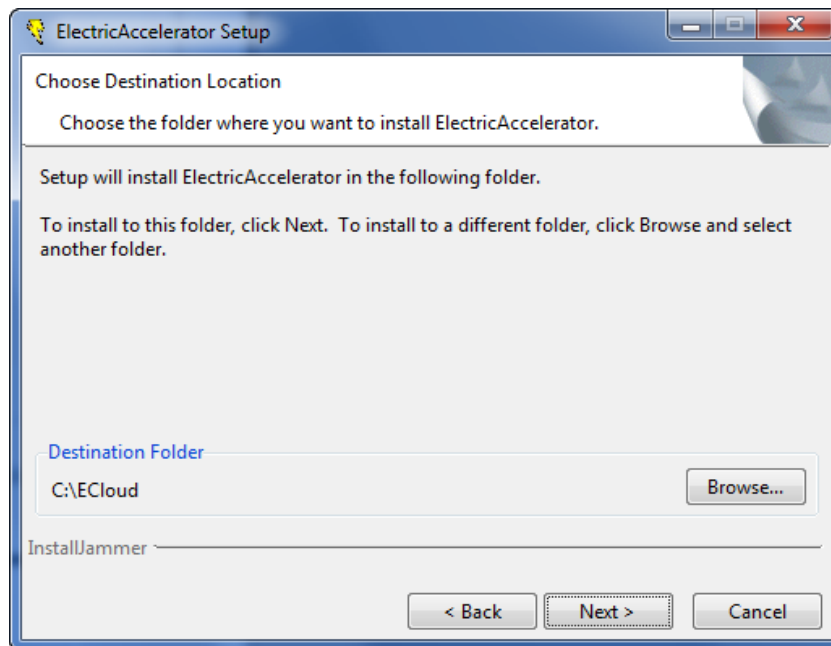 ElectricAccelerator Setup
Choose Destination Location
Choose the folder where you want to install ElectricAccelerator.
Setup will install ElectricAccelerator in the following folder.
To install to this folder, click Next.  To install to a different folder, click Browse and select
another folder.
Destination Folder
C:\ECloud
Browse...
InstallJammer
< Back
Next >
Cancel